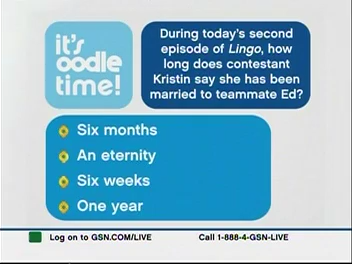 it's
oodle
time!
During today's second
episode of Lingo, how
long does contestant
Kristin say she has been
married to teammate Ed?
Six months
An eternity
Six weeks
One year
Log on to GSN.COM/LIVE Call 1-888-4-GSN-LIVE